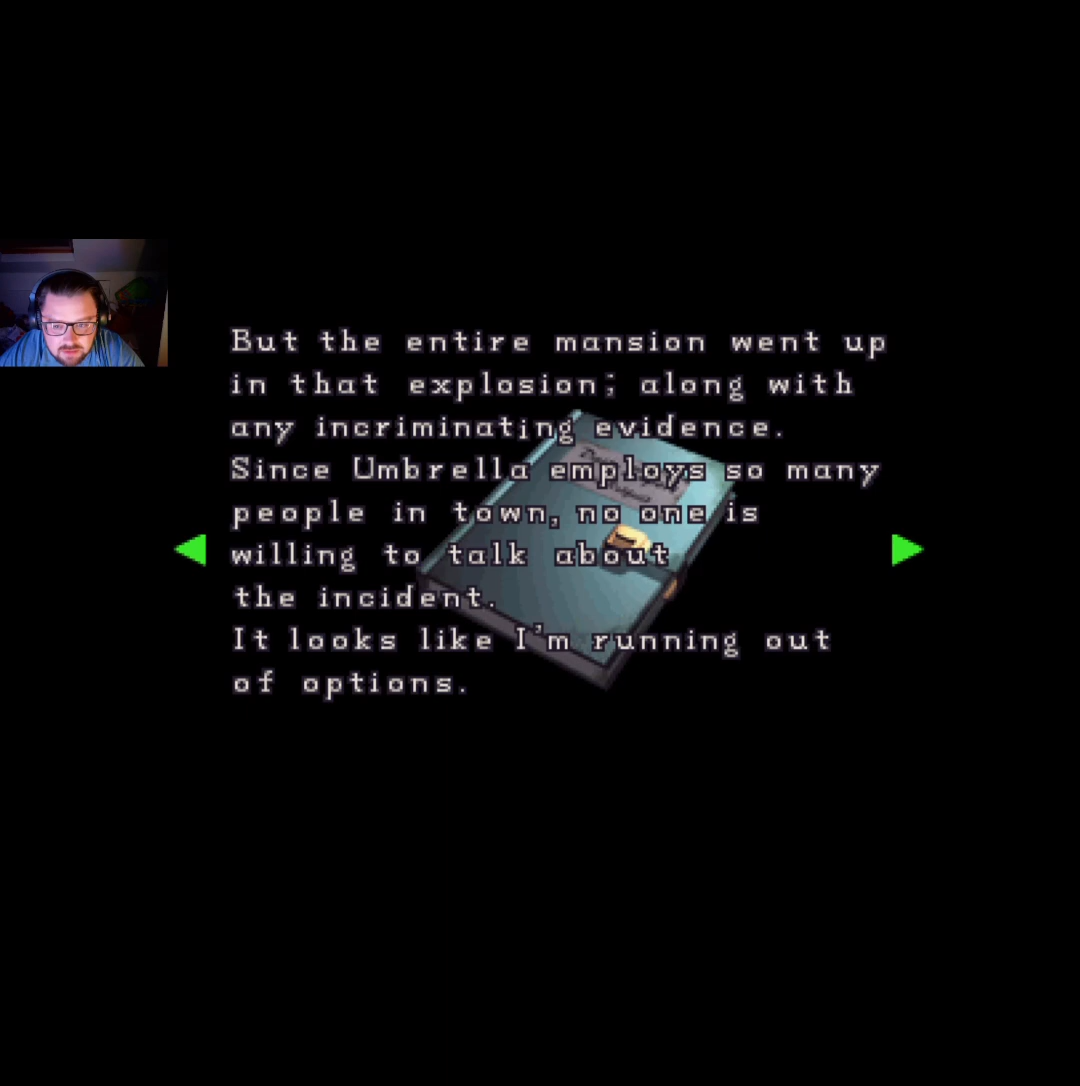 But the entire mansion went up
in that explosion; along with
any incriminating evidence.
Since Umbrella employs so many
people in town, no one is
willing to talk about
the incident.
It looks like I'm running out
of options.